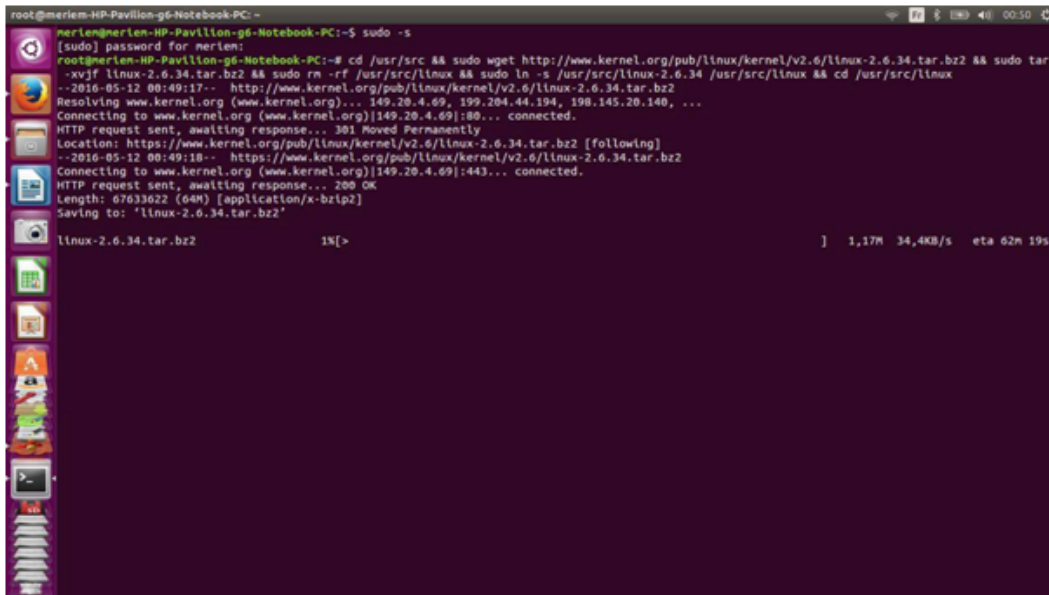 root@meriem-HP-Pavilion-g6-Notebook-PC: ~
Fr
00:50
meriem@meriem-HP-Pavilion-g6-Notebook-PC:~$ sudo -s
[sudo] password for meriem:
root@meriem-HP-Pavilion-g6-Notebook-PC:~# cd /usr/src && sudo wget http://www.kernel.org/pub/linux/kernel/v2.6/linux-2.6.34.tar.bz2 && sudo tar
-xvjf linux-2.6.34.tar.bz2 && sudo rm -rf /usr/src/linux && sudo ln -s /usr/src/linux-2.6.34 /usr/src/linux && cd /usr/src/linux
--2016-05-12 00:49:17-- http://www.kernel.org/pub/linux/kernel/v2.6/linux-2.6.34.tar.bz2
Resolving www.kernel.org (www.kernel.org)... 149.20.4.69, 199.204.44.194, 198.145.20.140, ...
Connecting to www.kernel.org (www.kernel.org)|149.20.4.69|:80... connected.
HTTP request sent, awaiting response... 301 Moved Permanently
Location: https://www.kernel.org/pub/linux/kernel/v2.6/linux-2.6.34.tar.bz2 [following]
--2016-05-12 00:49:18-- https://www.kernel.org/pub/linux/kernel/v2.6/linux-2.6.34.tar.bz2
Connecting to www.kernel.org (www.kernel.org)|149.20.4.69|:443... connected.
HTTP request sent, awaiting response... 200 OK
Length: 67633622 (64M) [application/x-bzip2]
Saving to: ‘linux-2.6.34.tar.bz2’
linux-2.6.34.tar.bz2 1%[> ] 1,17M 34,4KB/s eta 62m 19s